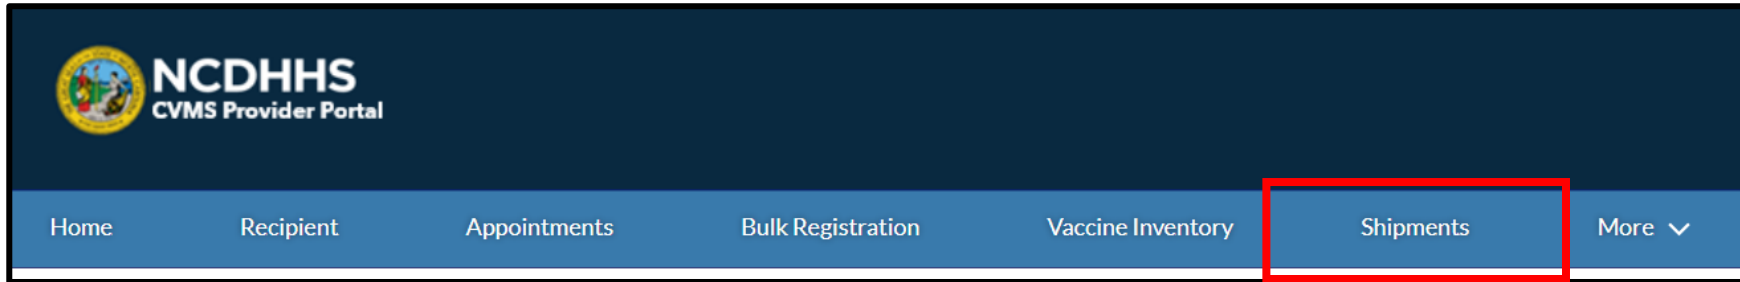 NCDHHS
CVMS Provider Portal
Home Recipient Appointments Bulk Registration Vaccine Inventory Shipments More